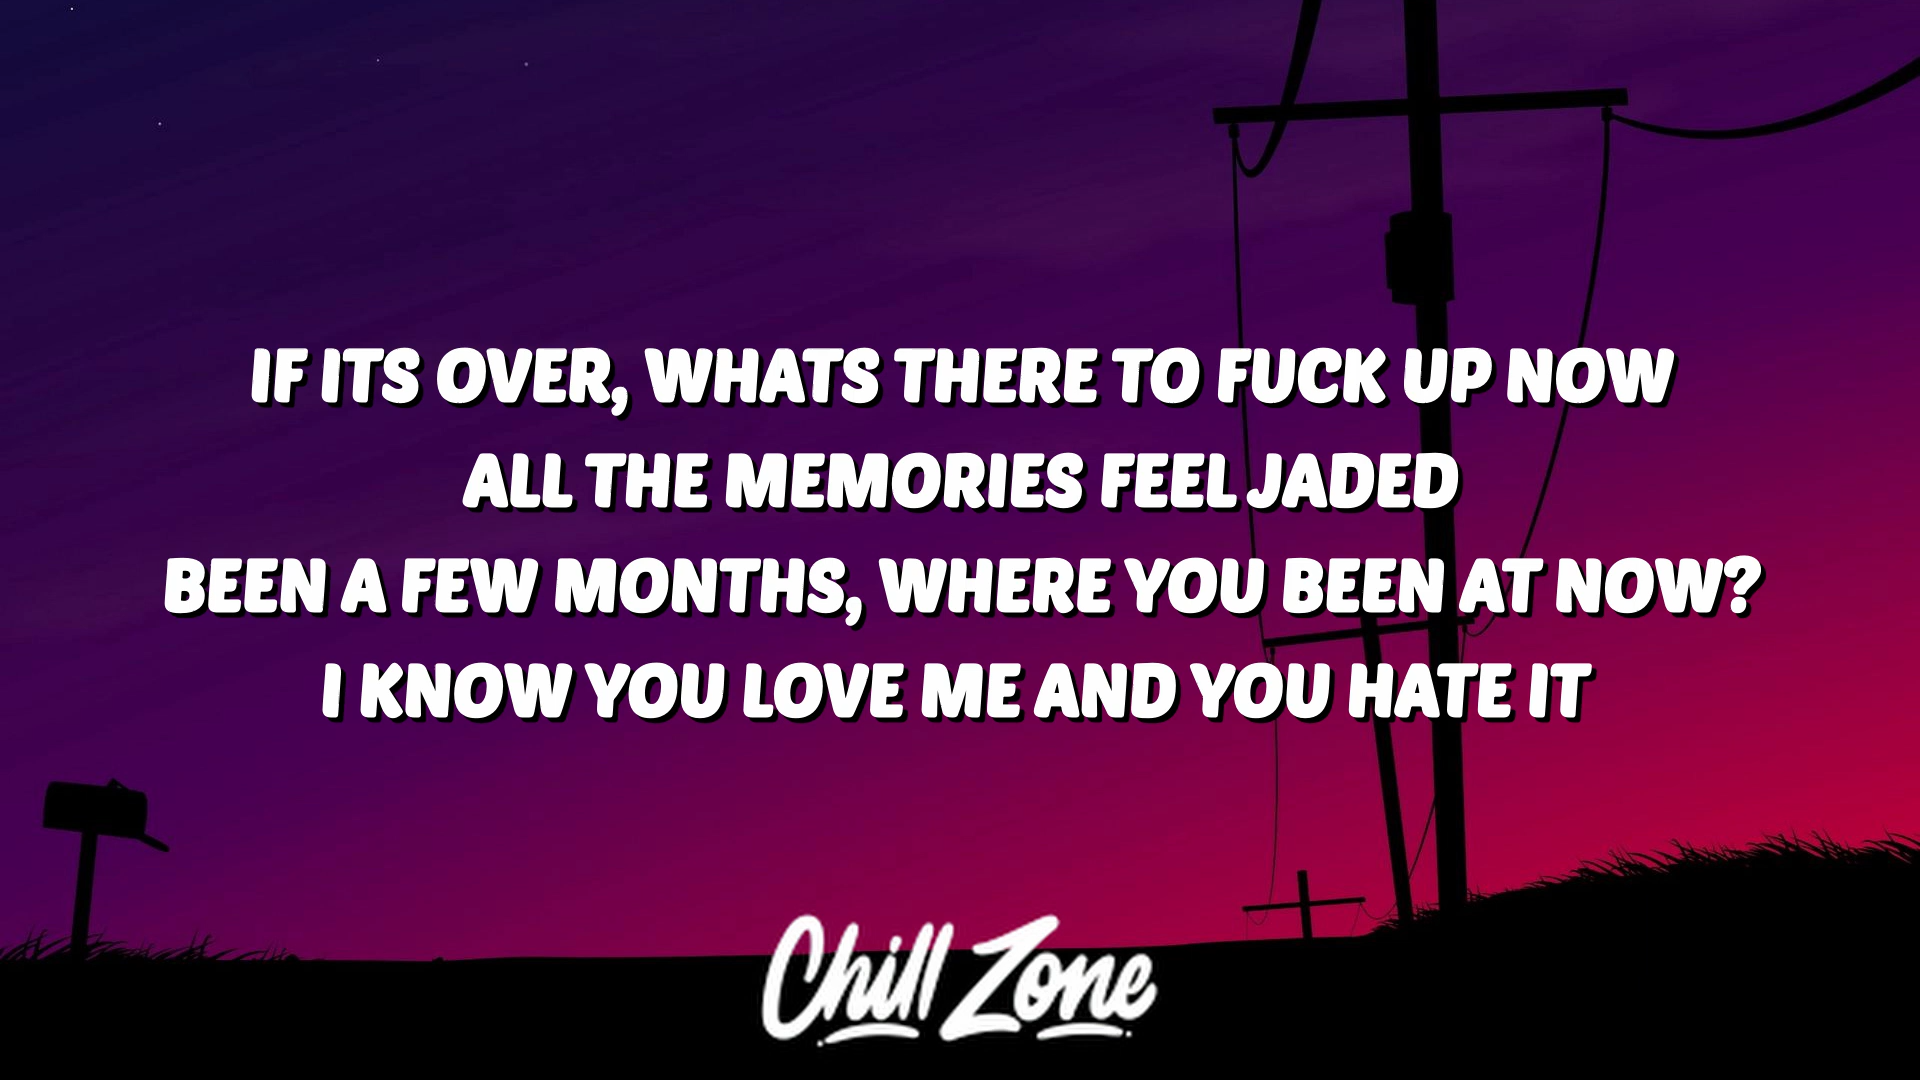 IF ITS OVER, WHATS THERE TO FUCK UP NOW
ALL THE MEMORIES FEEL JADED
BEEN A FEW MONTHS, WHERE YOU BEEN AT NOW?
I KNOW YOU LOVE ME AND YOU HATE IT
Chill Zone